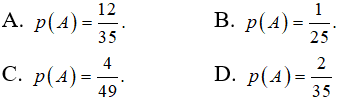 A. p(A) = 12/35. B. p(A) = 1/25.
C. p(A) = 4/49. D. p(A) = 2/35